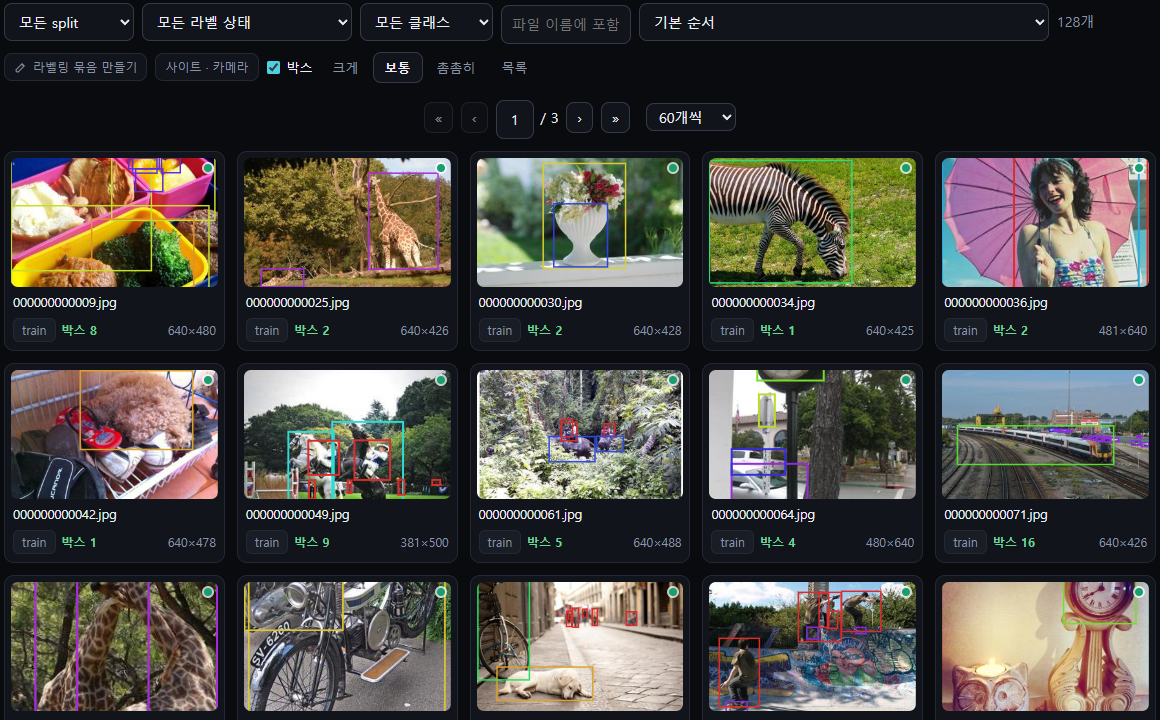 모든 split 모든 라벨 상태 모든 클래스 파일 이름에 포함 기본 순서 128개
라벨링 묶음 만들기 사이트 · 카메라 박스 크게 보통 촘촘히 목록
« ‹ 1 / 3 › » 60개씩
000000000009.jpg 000000000025.jpg 000000000030.jpg 000000000034.jpg 000000000036.jpg
train 박스 8 640×480 train 박스 2 640×426 train 박스 2 640×428 train 박스 1 640×425 train 박스 2 481×640
000000000042.jpg 000000000049.jpg 000000000061.jpg 000000000064.jpg 000000000071.jpg
train 박스 1 640×478 train 박스 9 381×500 train 박스 5 640×488 train 박스 4 480×640 train 박스 16 640×426
SV-6260